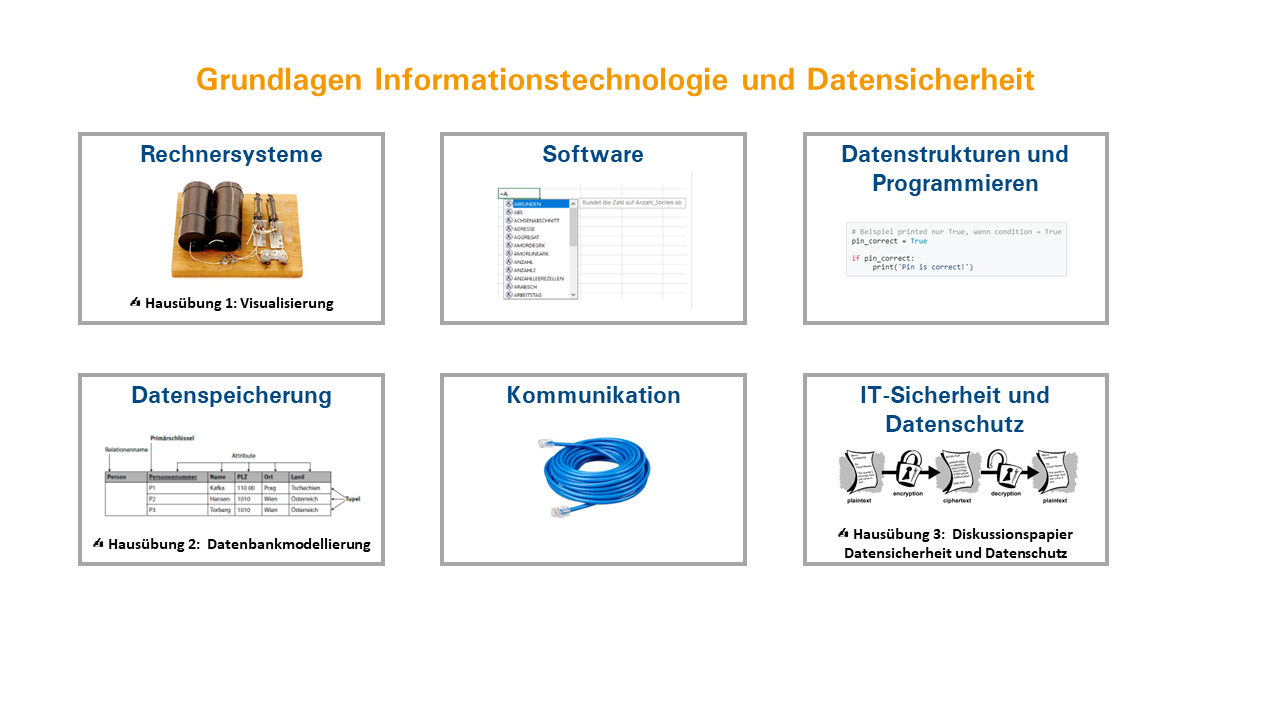 Grundlagen Informationstechnologie und Datensicherheit
Rechnersysteme
✍ Hausübung 1: Visualisierung
Software
=A
ABRUNDEN
Rundet die Zahl auf Anzahl_Stellen ab
ABS
ACHSENABSCHNITT
ADRESSE
AGGREGAT
AMORDEGRK
AMORLINEARK
ANZAHL
ANZAHL2
ANZAHLLEEREZELLEN
ARABISCH
ARBEITSTAG
Datenstrukturen und
Programmieren
# Beispiel printed nur True, wenn condition = True
pin_correct = True
if pin_correct:
print('Pin is correct!')
Datenspeicherung
Primärschlüssel
Relationenname
Attribute
Person Personennummer Name PLZ Ort Land
P1 Kafka 110 00 Prag Tschechien
P2 Hansen 1010 Wien Österreich
Tupel
P3 Torberg 1010 Wien Österreich
✍ Hausübung 2: Datenbankmodellierung
Kommunikation
IT-Sicherheit und
Datenschutz
encryption
decryption
plaintext
ciphertext
plaintext
✍ Hausübung 3: Diskussionspapier
Datensicherheit und Datenschutz